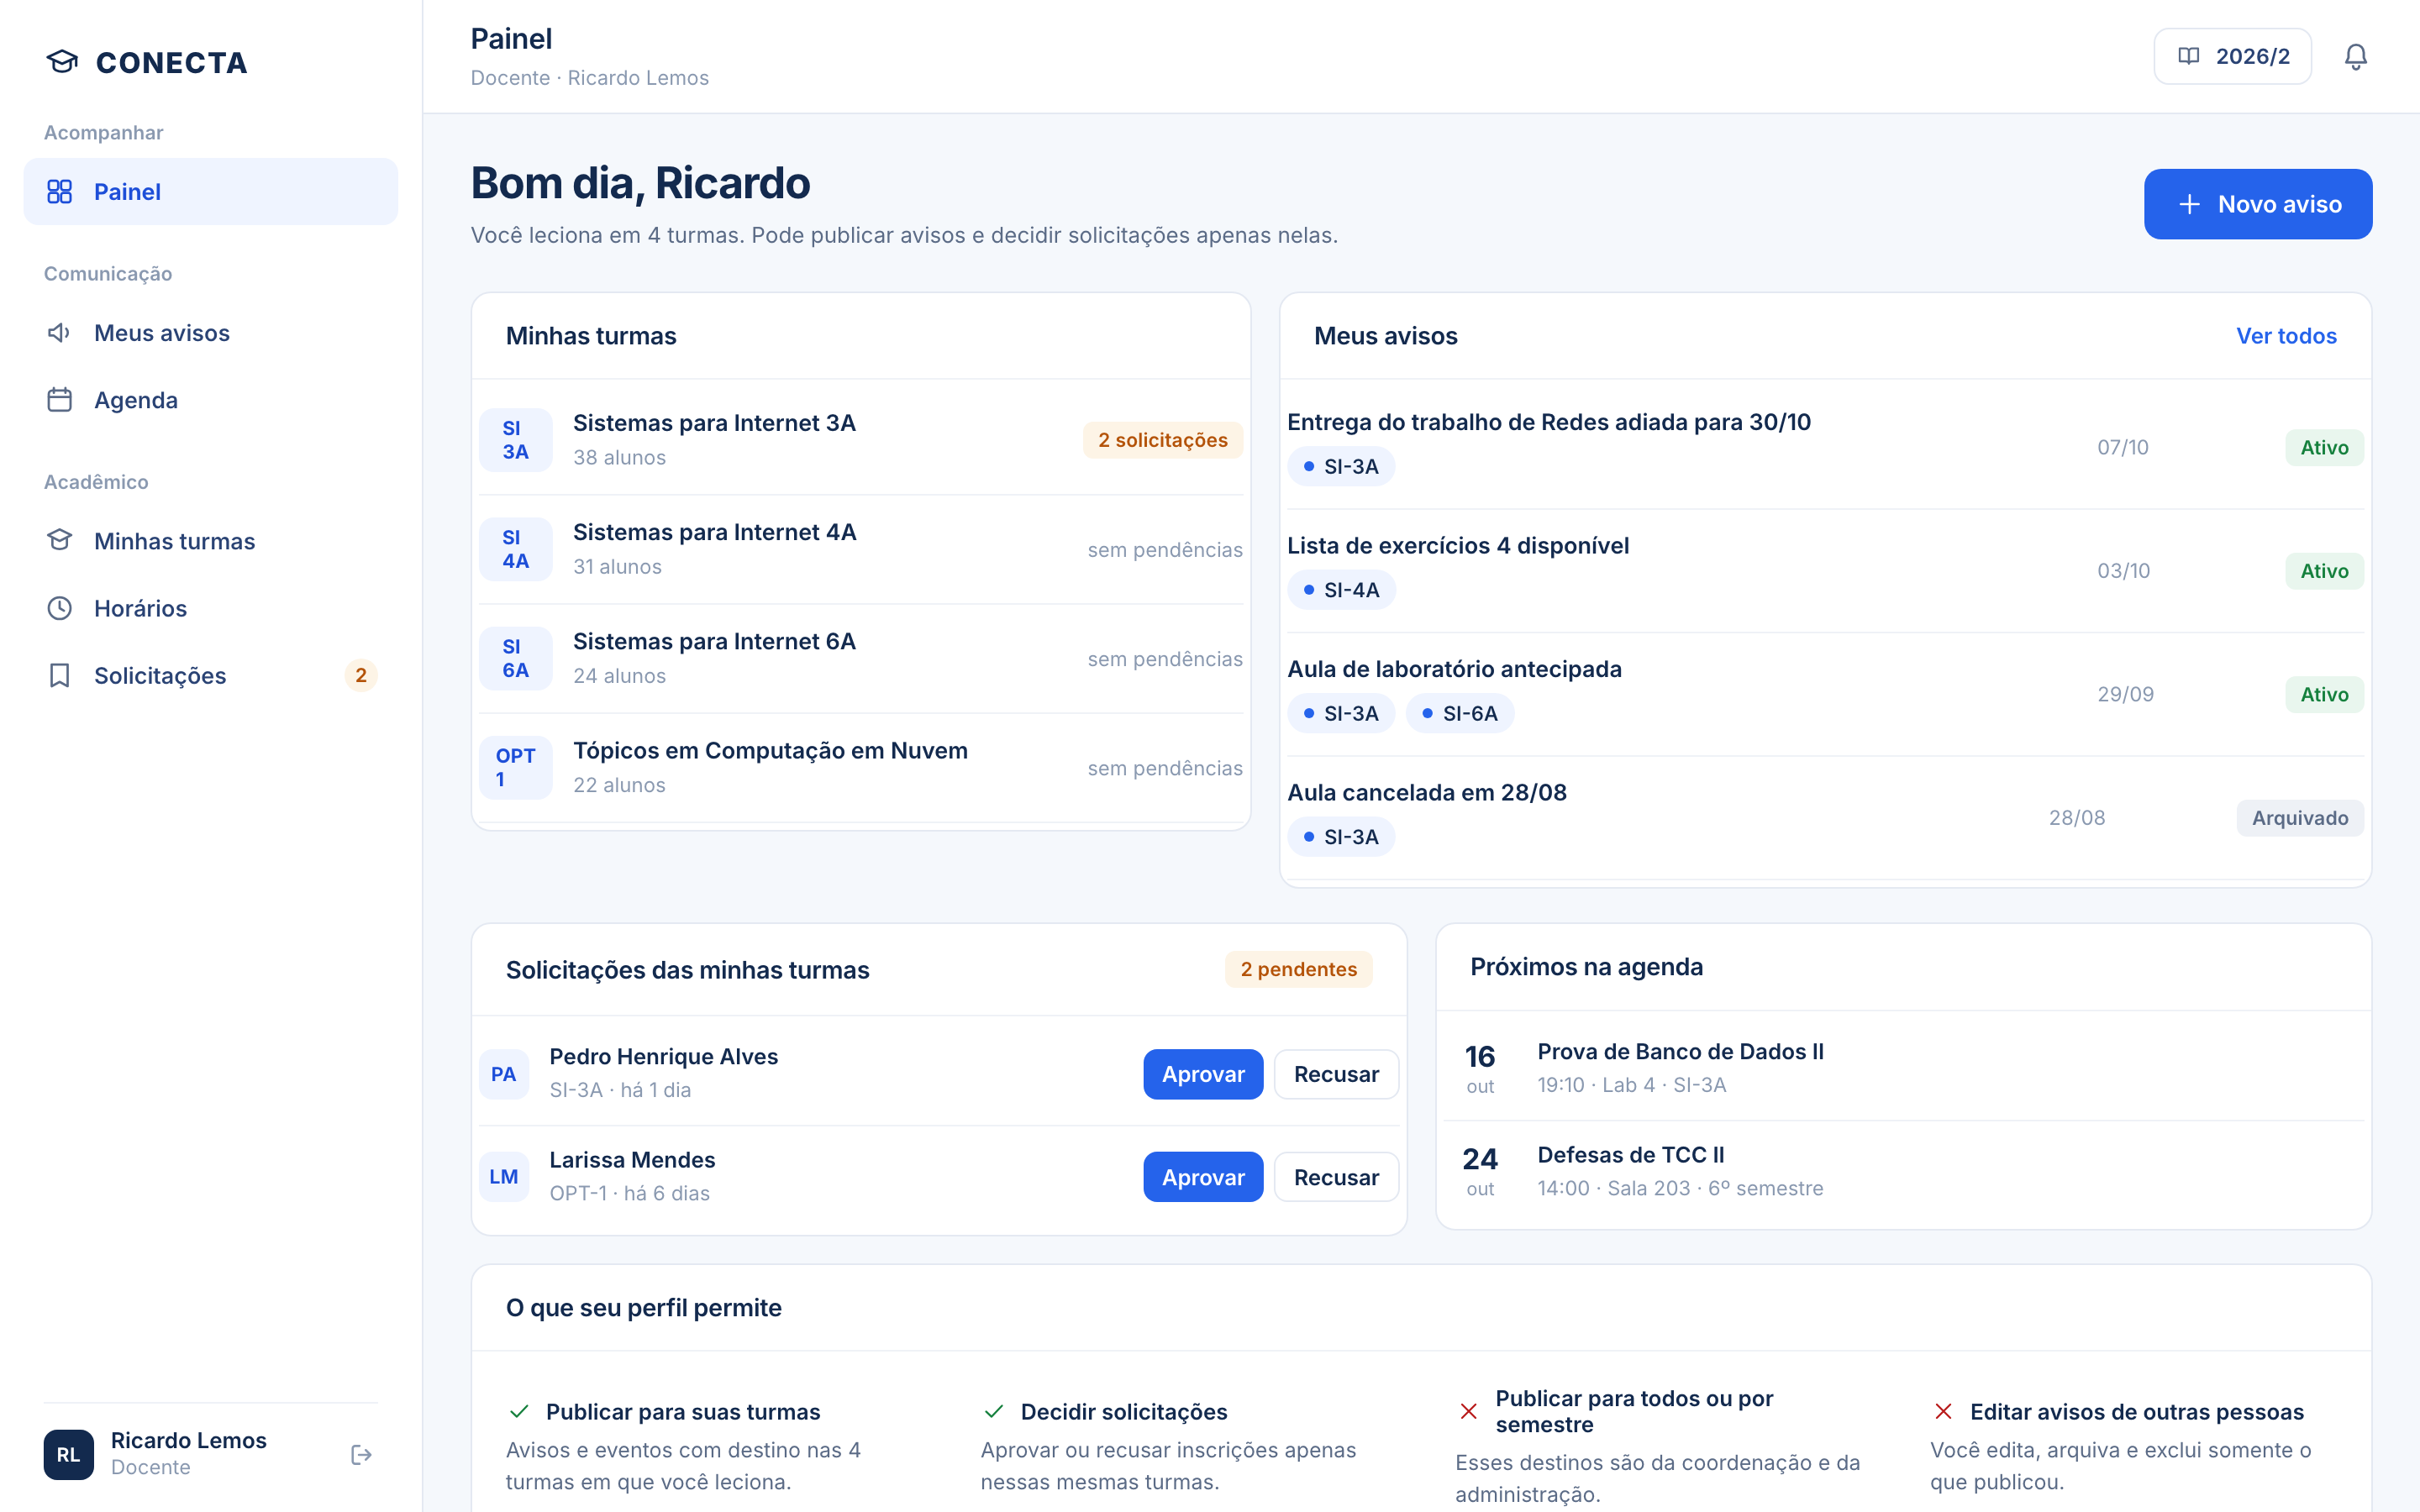 CONECTA
Acompanhar
Painel
Comunicação
Meus avisos
Agenda
Acadêmico
Minhas turmas
Horários
Solicitações 2
RL
Ricardo Lemos
Docente
Painel
Docente · Ricardo Lemos
2026/2
Bom dia, Ricardo
Você leciona em 4 turmas. Pode publicar avisos e decidir solicitações apenas nelas.
Novo aviso
Minhas turmas
SI
3A
Sistemas para Internet 3A
38 alunos
2 solicitações
SI
4A
Sistemas para Internet 4A
31 alunos
sem pendências
SI
6A
Sistemas para Internet 6A
24 alunos
sem pendências
OPT
1
Tópicos em Computação em Nuvem
22 alunos
sem pendências
Meus avisos
Ver todos
Entrega do trabalho de Redes adiada para 30/10
SI-3A
07/10
Ativo
Lista de exercícios 4 disponível
SI-4A
03/10
Ativo
Aula de laboratório antecipada
SI-3A SI-6A
29/09
Ativo
Aula cancelada em 28/08
SI-3A
28/08
Arquivado
Solicitações das minhas turmas
2 pendentes
PA
Pedro Henrique Alves
SI-3A · há 1 dia
Aprovar Recusar
LM
Larissa Mendes
OPT-1 · há 6 dias
Aprovar Recusar
Próximos na agenda
16
out
Prova de Banco de Dados II
19:10 · Lab 4 · SI-3A
24
out
Defesas de TCC II
14:00 · Sala 203 · 6º semestre
O que seu perfil permite
Publicar para suas turmas
Avisos e eventos com destino nas 4
turmas em que você leciona.
Decidir solicitações
Aprovar ou recusar inscrições apenas
nessas mesmas turmas.
Publicar para todos ou por
semestre
Esses destinos são da coordenação e da
administração.
Editar avisos de outras pessoas
Você edita, arquiva e exclui somente o
que publicou.